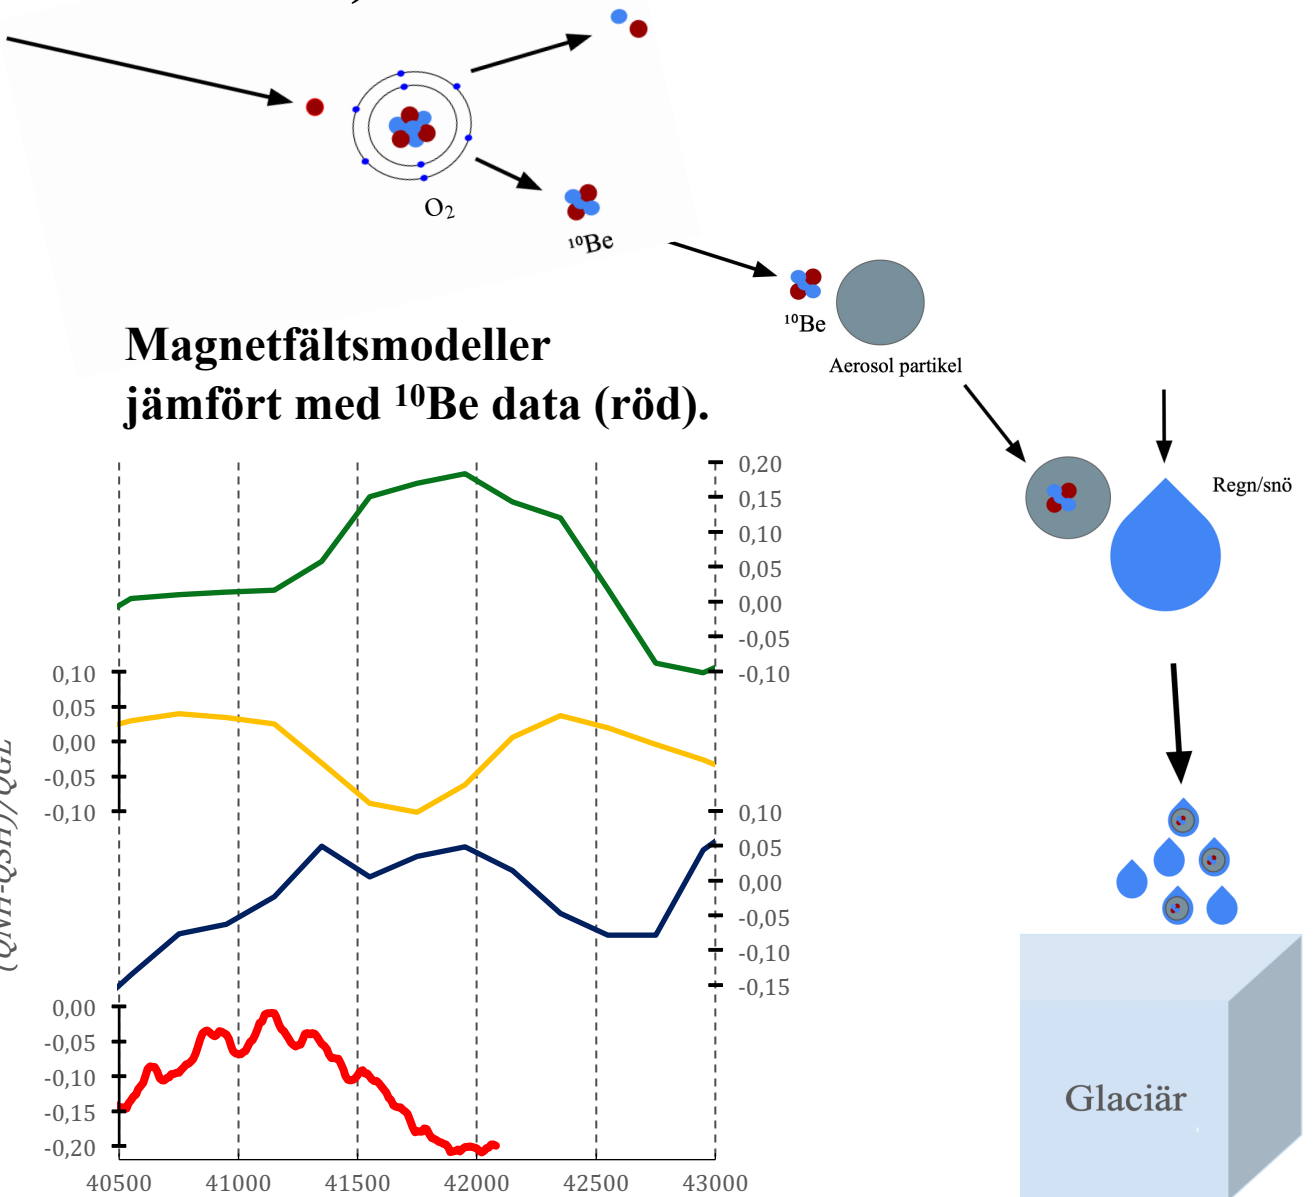 O₂
¹⁰Be
¹⁰Be
Aerosol partikel
Magnetfältsmodeller
jämfört med ¹⁰Be data (röd).
Regn/snö
0,20
0,15
0,10
0,05
0,00
-0,05
-0,10
0,10
0,05
0,00
-0,05
-0,10
0,10
0,05
0,00
-0,05
-0,10
-0,15
(QNH-QSH)/QGL
0,00
-0,05
-0,10
-0,15
-0,20
40500 41000 41500 42000 42500 43000
Glaciär